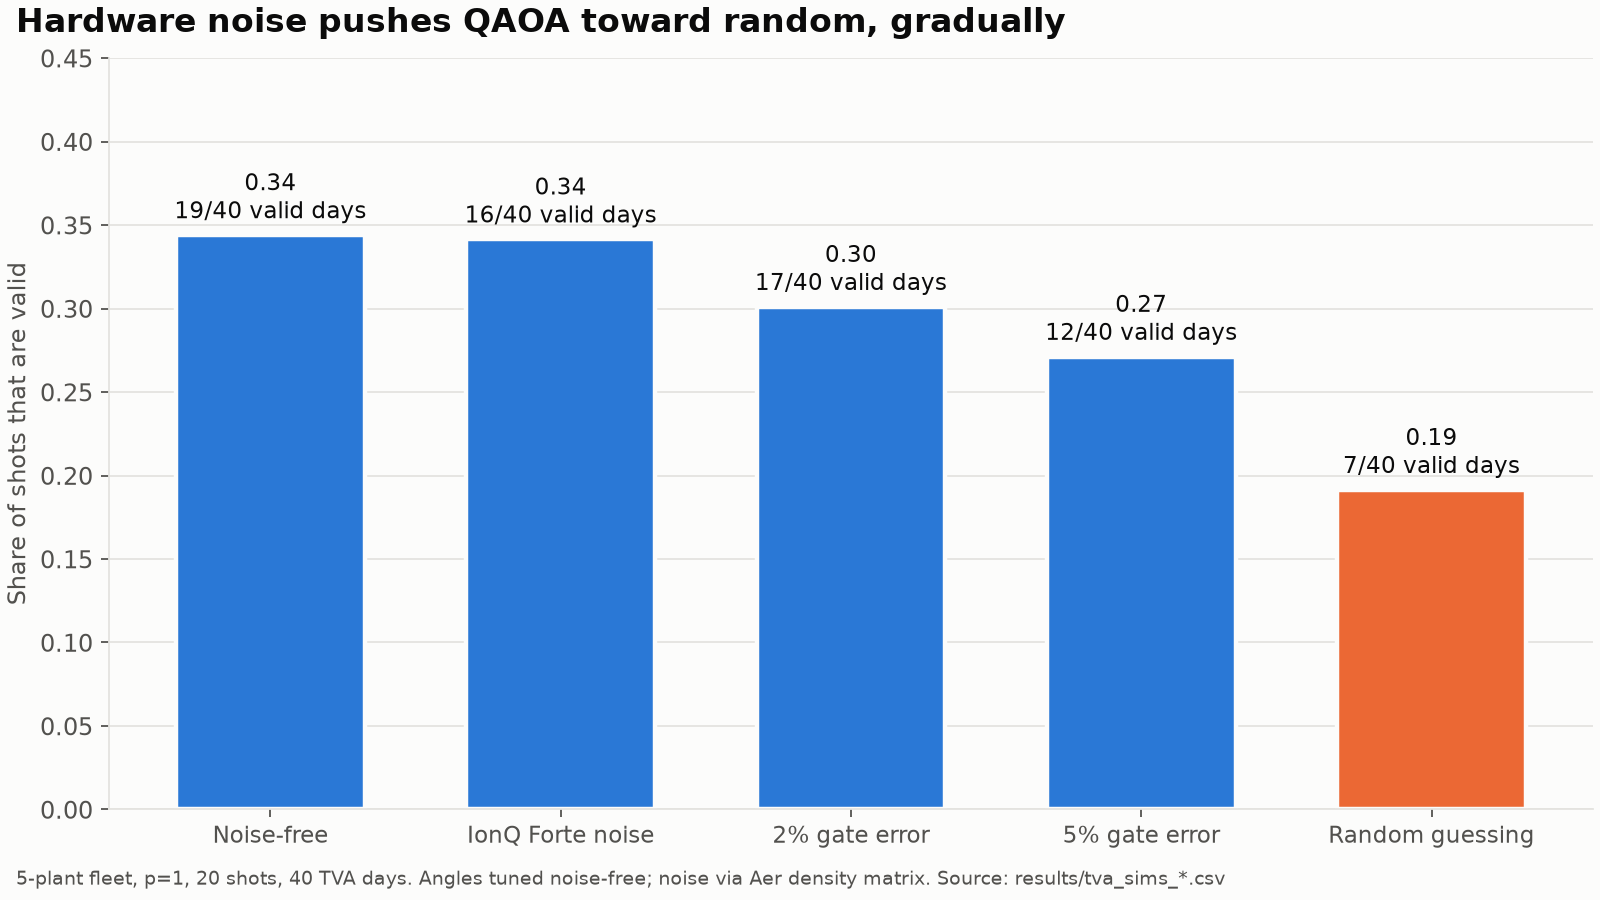 Hardware noise pushes QAOA toward random, gradually
Share of shots that are valid
0.45
0.40
0.35
0.30
0.25
0.20
0.15
0.10
0.05
0.00
0.34
19/40 valid days
0.34
16/40 valid days
0.30
17/40 valid days
0.27
12/40 valid days
0.19
7/40 valid days
Noise-free
IonQ Forte noise
2% gate error
5% gate error
Random guessing
5-plant fleet, p=1, 20 shots, 40 TVA days. Angles tuned noise-free; noise via Aer density matrix. Source: results/tva_sims_*.csv